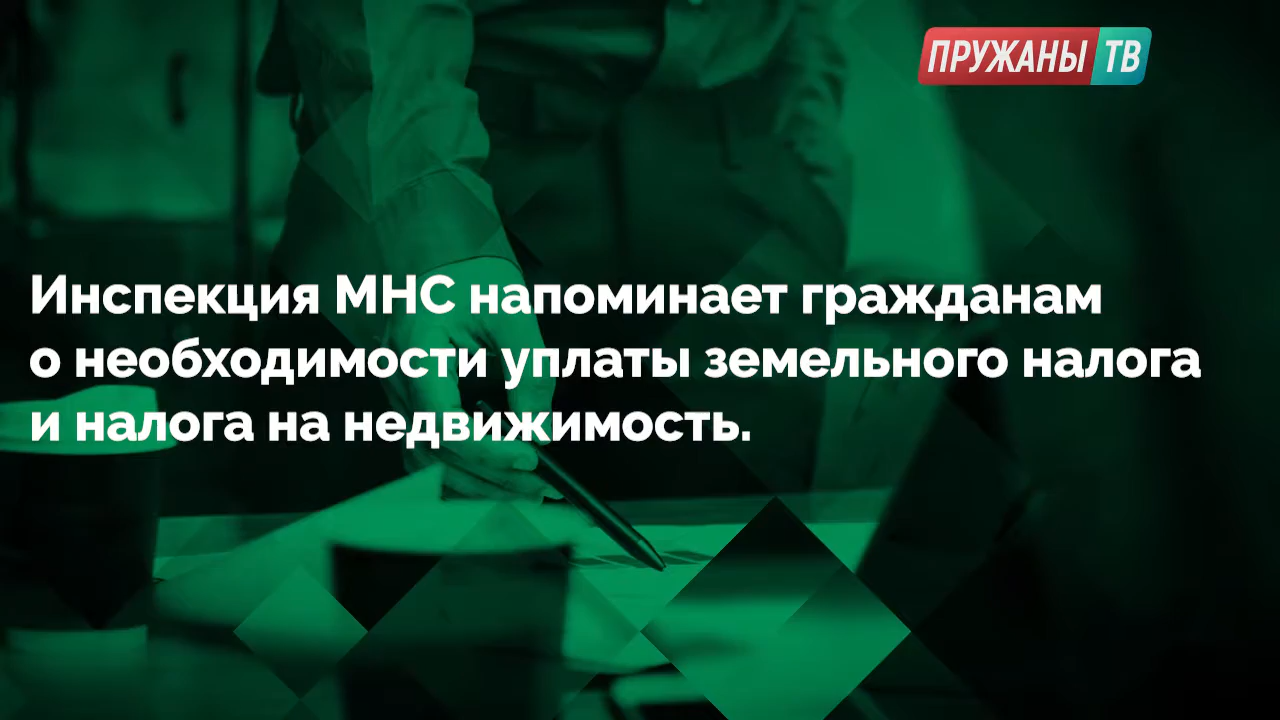 ПРУЖАНЫ ТВ
Инспекция МНС напоминает гражданам
о необходимости уплаты земельного налога
и налога на недвижимость.